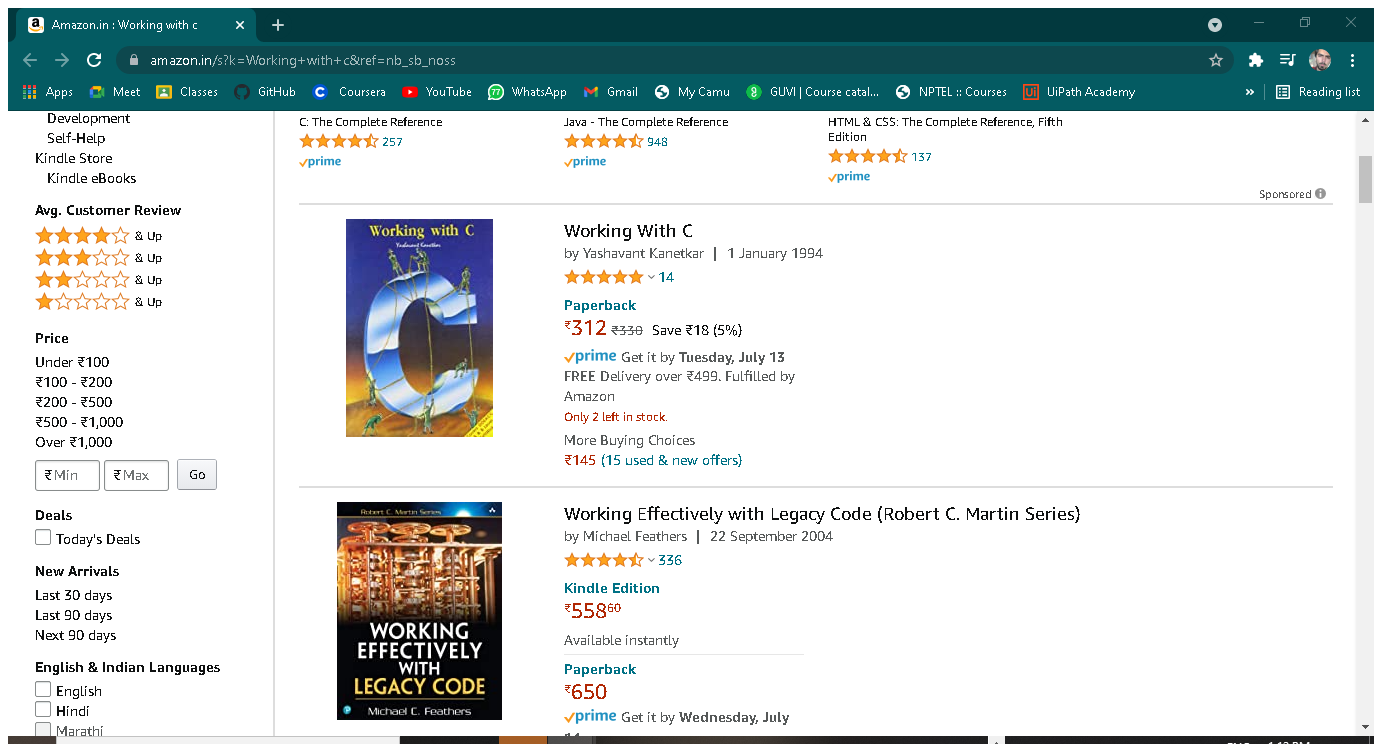 Amazon.in : Working with c
amazon.in/s?k=Working+with+c&ref=nb_sb_noss
Apps Meet Classes GitHub Coursera YouTube WhatsApp Gmail My Camu GUVI | Course catal... NPTEL :: Courses UiPath Academy » Reading list
Development
Self-Help
Kindle Store
Kindle eBooks
Avg. Customer Review
& Up
& Up
& Up
& Up
Price
Under ₹100
₹100 - ₹200
₹200 - ₹500
₹500 - ₹1,000
Over ₹1,000
₹Min ₹Max Go
Deals
Today's Deals
New Arrivals
Last 30 days
Last 90 days
Next 90 days
English & Indian Languages
English
Hindi
Marathi
C: The Complete Reference
257
prime
Java - The Complete Reference
948
prime
HTML & CSS: The Complete Reference, Fifth
Edition
137
prime
Sponsored
Working with C
Yashavant Kanetkar
Working With C
by Yashavant Kanetkar | 1 January 1994
14
Paperback
₹312 ₹330 Save ₹18 (5%)
prime Get it by Tuesday, July 13
FREE Delivery over ₹499. Fulfilled by
Amazon
Only 2 left in stock.
More Buying Choices
₹145 (15 used & new offers)
Robert C. Martin Series
WORKING
EFFECTIVELY
WITH
LEGACY CODE
Michael C. Feathers
Working Effectively with Legacy Code (Robert C. Martin Series)
by Michael Feathers | 22 September 2004
336
Kindle Edition
₹55860
Available instantly
Paperback
₹650
prime Get it by Wednesday, July